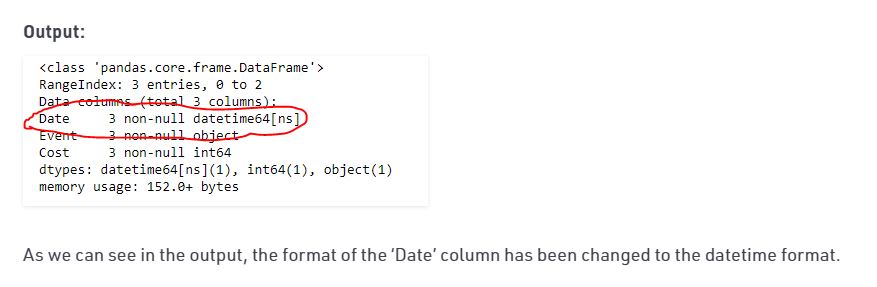 Output:
<class 'pandas.core.frame.DataFrame'>
RangeIndex: 3 entries, 0 to 2
Data columns (total 3 columns):
Date     3 non-null datetime64[ns]
Event    3 non-null object
Cost     3 non-null int64
dtypes: datetime64[ns](1), int64(1), object(1)
memory usage: 152.0+ bytes
As we can see in the output, the format of the 'Date' column has been changed to the datetime format.